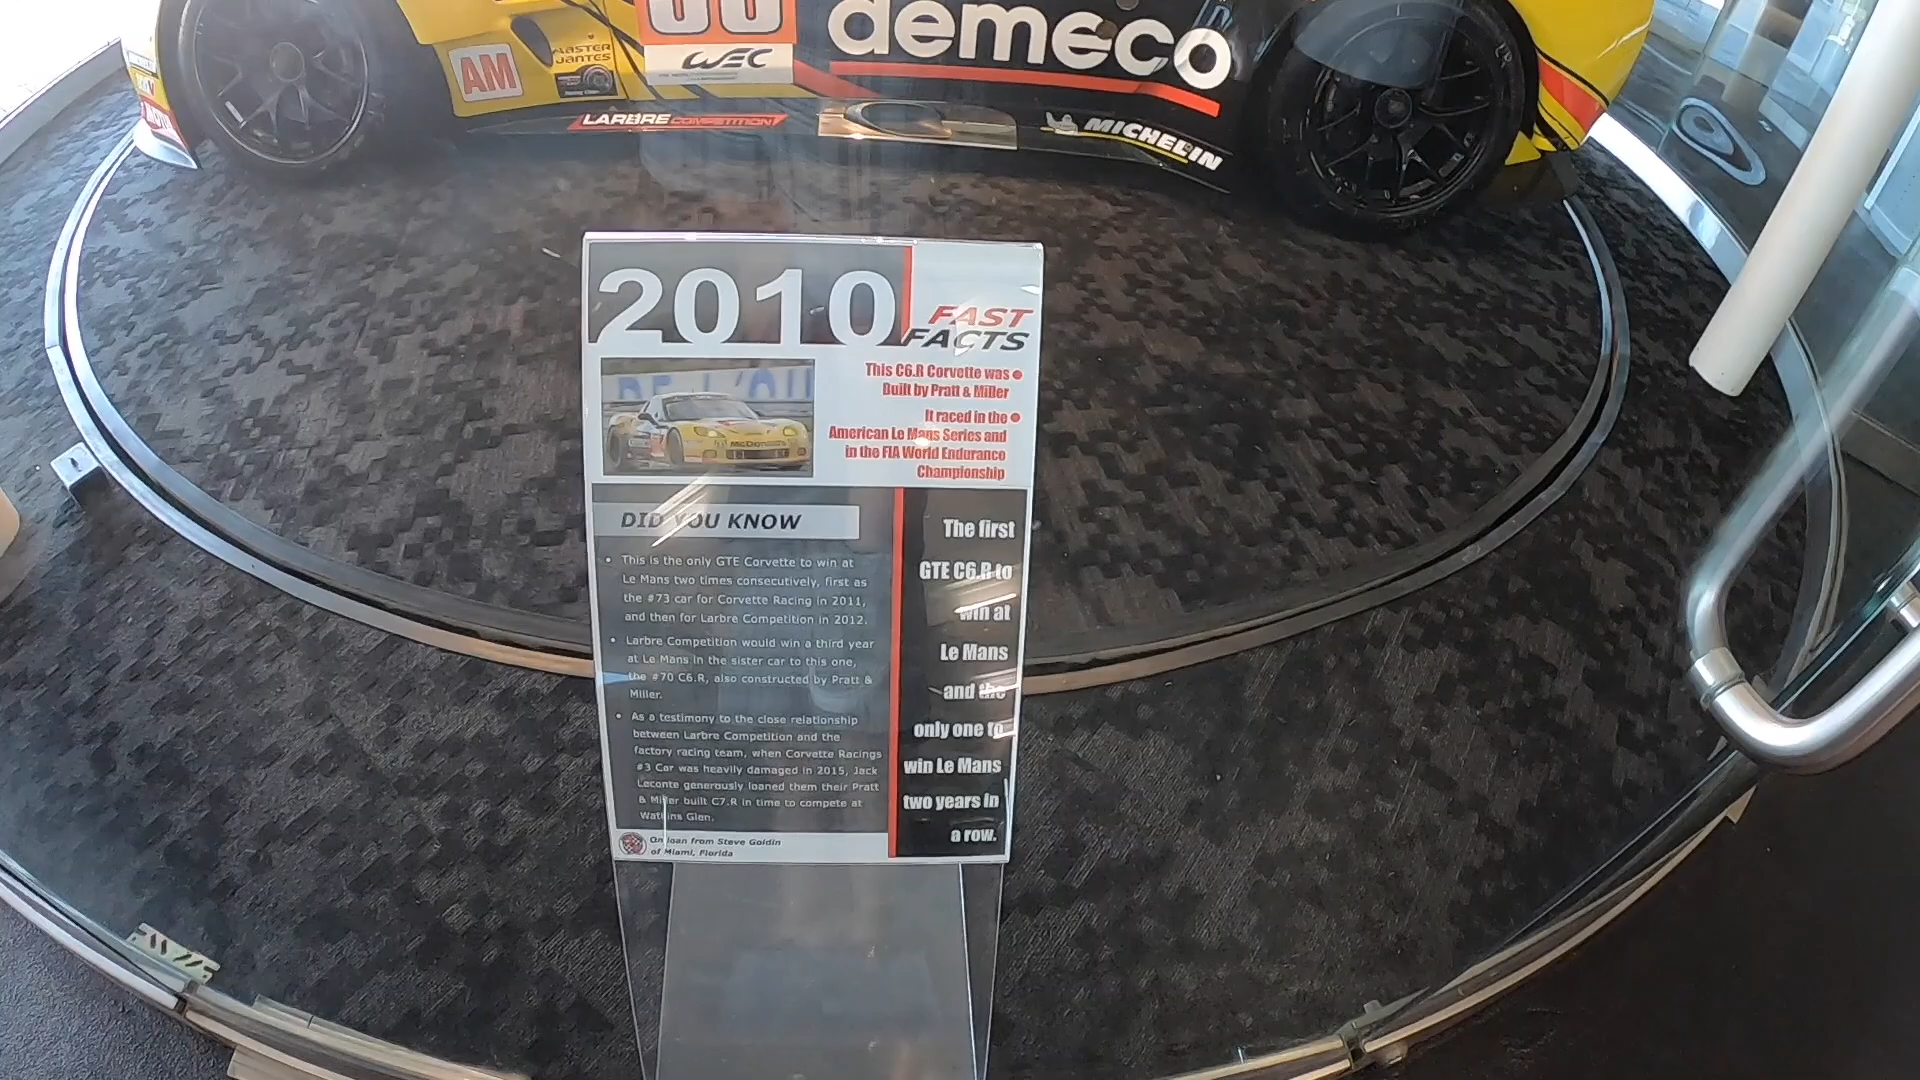 AM
MASTER
JANTES
WEC
demeco
LARBRE COMPETITION
MICHELIN
2010
FAST
FACTS
This C6.R Corvette was
Built by Pratt & Miller
It raced in the
American Le Mans Series and
in the FIA World Endurance
Championship
McDonald's
DID YOU KNOW
• This is the only GTE Corvette to win at
Le Mans two times consecutively, first as
the #73 car for Corvette Racing in 2011,
and then for Larbre Competition in 2012.
• Larbre Competition would win a third year
at Le Mans in the sister car to this one,
the #70 C6.R, also constructed by Pratt &
Miller.
• As a testimony to the close relationship
between Larbre Competition and the
factory racing team, when Corvette Racings
#3 Car was heavily damaged in 2015, Jack
Leconte generously loaned them their Pratt
& Miller built C7.R in time to compete at
Watkins Glen.
On loan from Steve Goldin
of Miami, Florida
The first
GTE C6.R to
win at
Le Mans
and the
only one to
win Le Mans
two years in
a row.